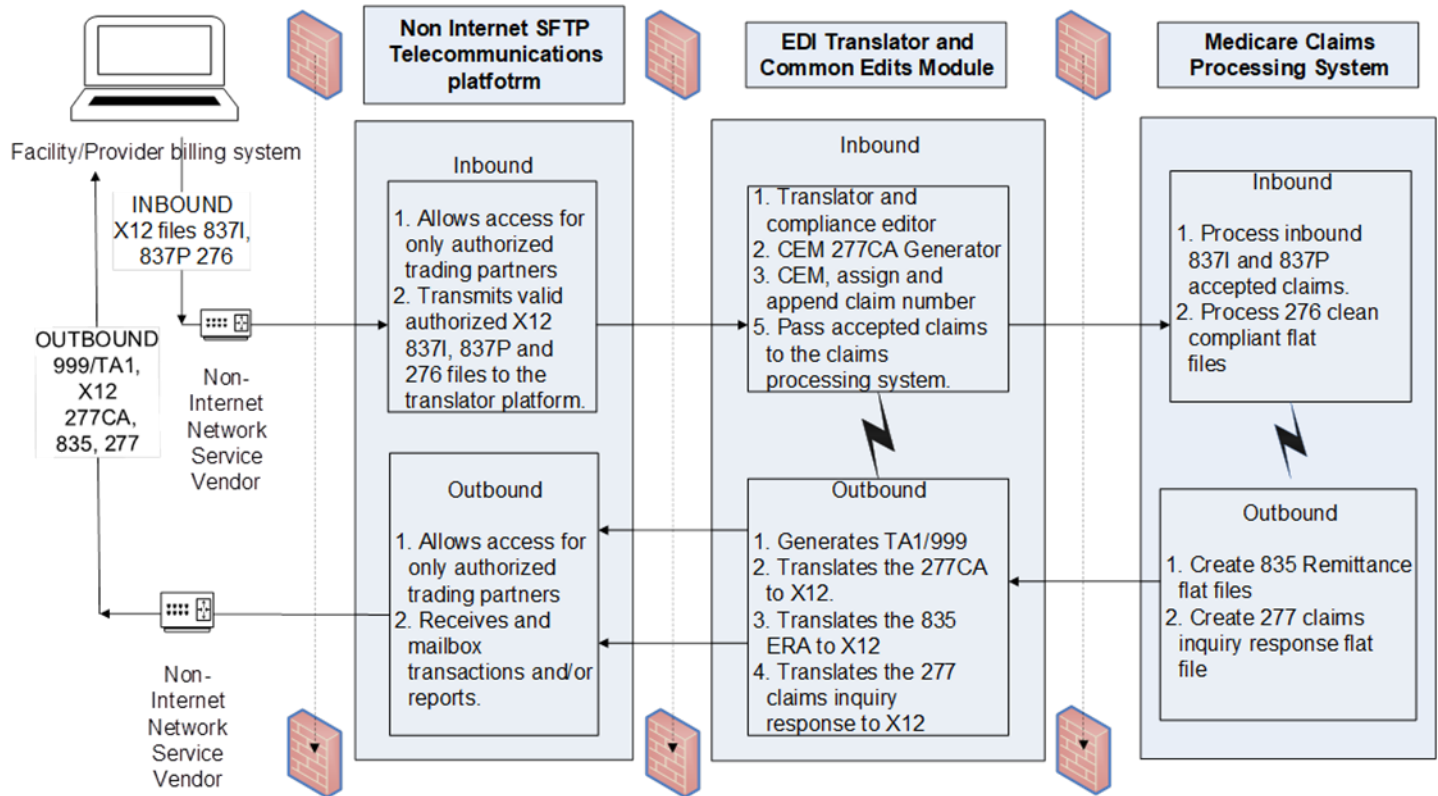 Non Internet SFTP
Telecommunications
platfotrm
EDI Translator and
Common Edits Module
Medicare Claims
Processing System
Facility/Provider billing system
INBOUND
X12 files 837I,
837P 276
OUTBOUND
999/TA1,
X12
277CA,
835, 277
Non-
Internet
Network
Service
Vendor
Non-
Internet
Network
Service
Vendor
Inbound
1. Allows access for
only authorized
trading partners
2. Transmits valid
authorized X12
837I, 837P and
276 files to the
translator platform.
Outbound
1. Allows access for
only authorized
trading partners
2. Receives and
mailbox
transactions and/or
reports.
Inbound
1. Translator and
compliance editor
2. CEM 277CA Generator
3. CEM, assign and
append claim number
5. Pass accepted claims
to the claims
processing system.
Outbound
1. Generates TA1/999
2. Translates the 277CA
to X12.
3. Translates the 835
ERA to X12
4. Translates the 277
claims inquiry
response to X12
Inbound
1. Process inbound
837I and 837P
accepted claims.
2. Process 276 clean
compliant flat
files
Outbound
1. Create 835 Remittance
flat files
2. Create 277 claims
inquiry response flat
file